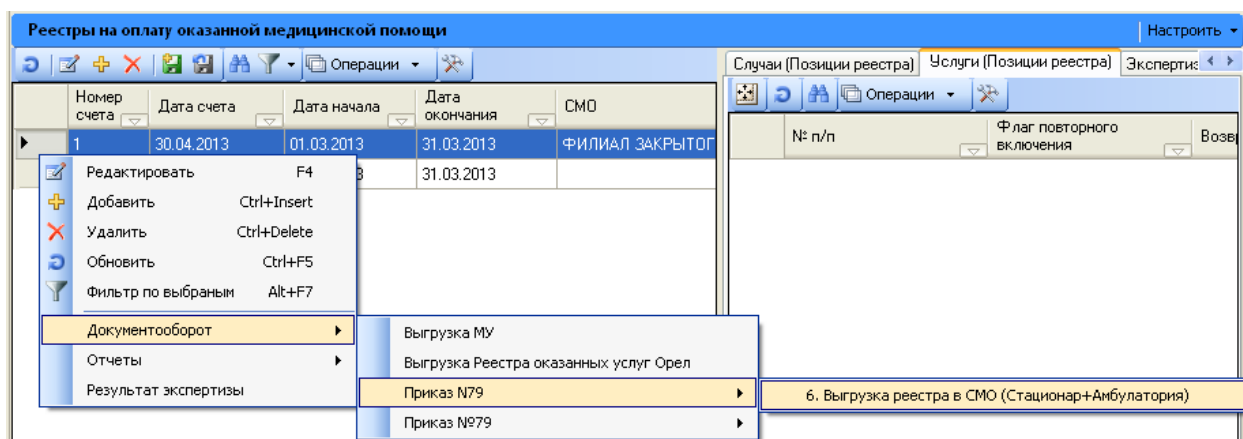 Реестры на оплату оказанной медицинской помощи
Настроить
Операции
Случаи (Позиции реестра) Услуги (Позиции реестра)
Операции
Номер счета Дата счета Дата начала Дата окончания СМО
№ п/п Флаг повторного включения
1 30.04.2013 01.03.2013 31.03.2013 ФИЛИАЛ
31.03.2013
Редактировать F4
Добавить Ctrl+Insert
Удалить Ctrl+Delete
Обновить Ctrl+F5
Фильтр по выбраным Alt+F7
Документооборот
Отчеты
Результат экспертизы
Выгрузка МУ
Выгрузка Реестра оказанных услуг Орел
Приказ N79
Приказ №79
6. Выгрузка реестра в СМО (Стационар+Амбулатория)